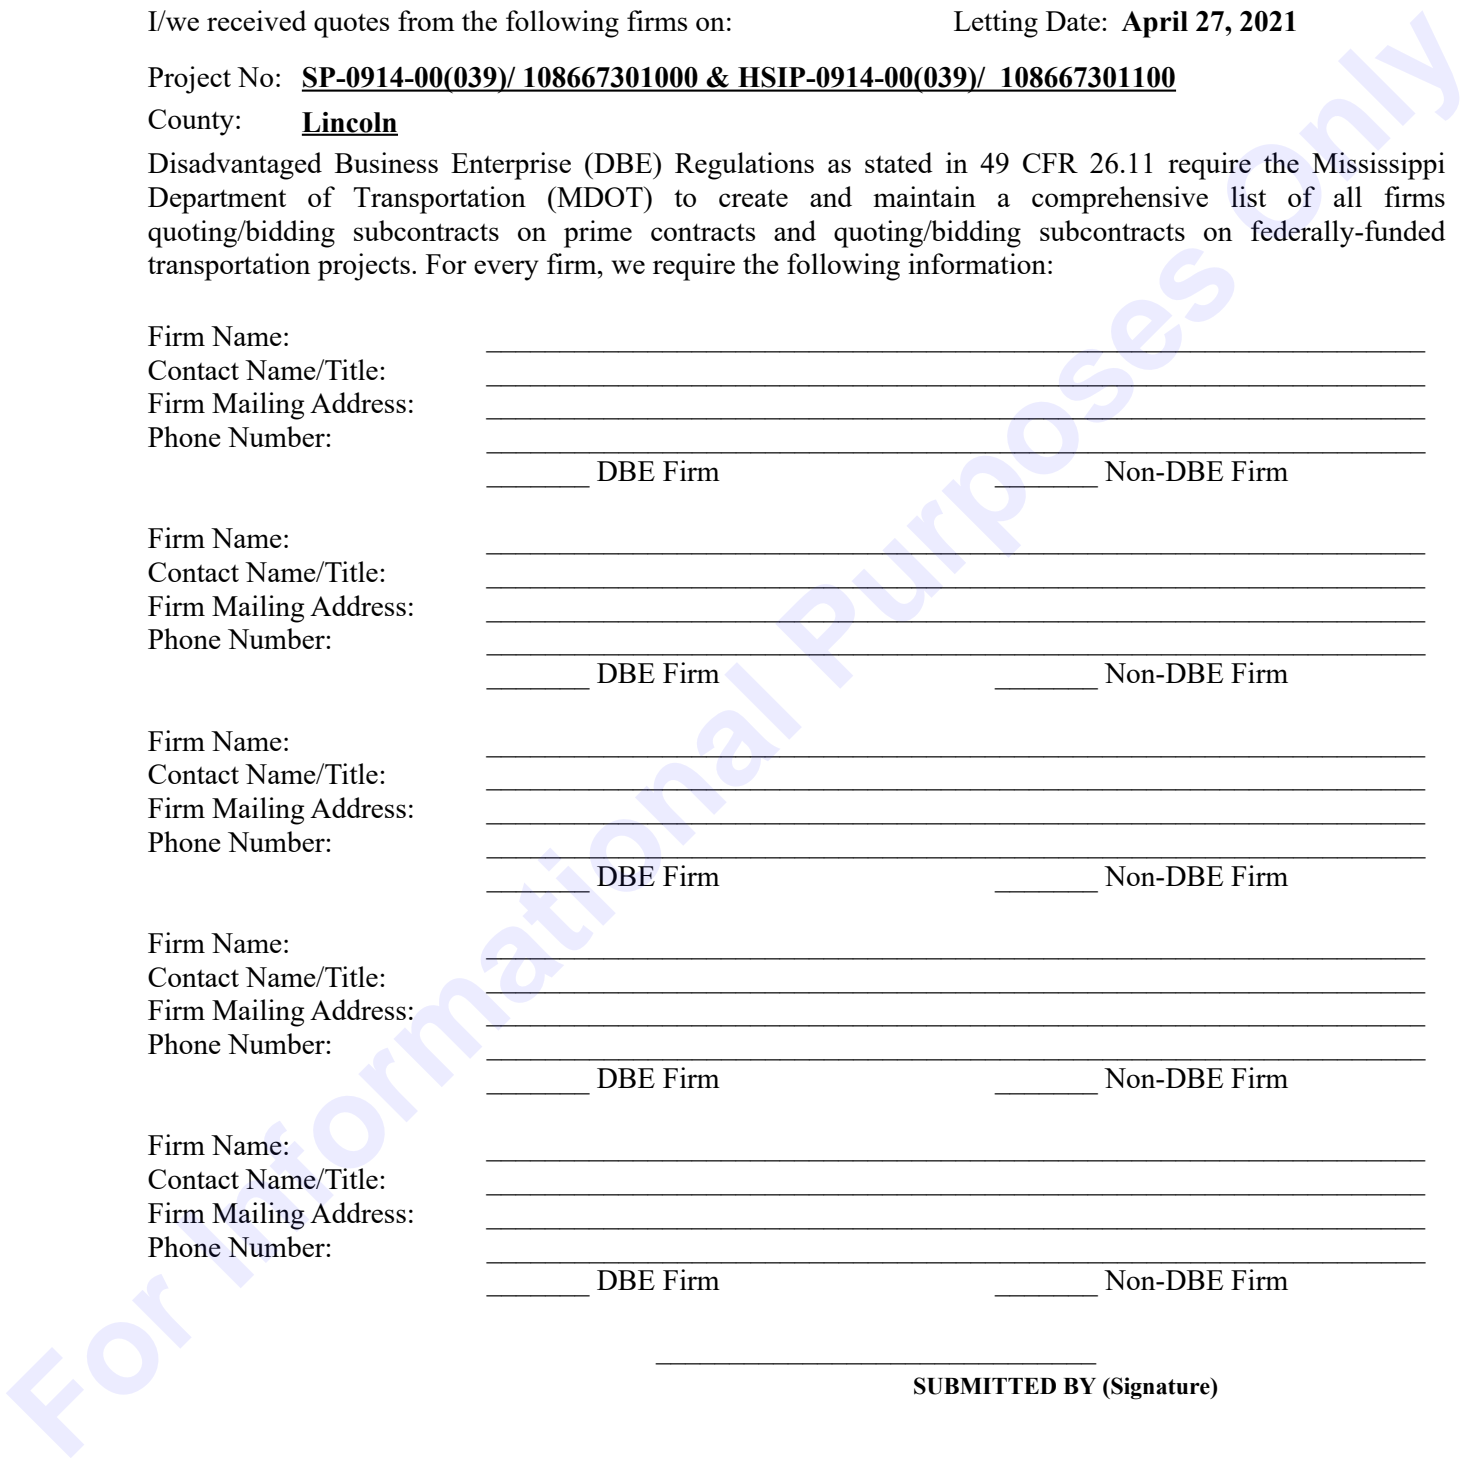 I/we received quotes from the following firms on: Letting Date: April 27, 2021
Project No: SP-0914-00(039)/ 108667301000 & HSIP-0914-00(039)/ 108667301100
County: Lincoln
Disadvantaged Business Enterprise (DBE) Regulations as stated in 49 CFR 26.11 require the Mississippi
Department of Transportation (MDOT) to create and maintain a comprehensive list of all firms
quoting/bidding subcontracts on prime contracts and quoting/bidding subcontracts on federally-funded
transportation projects. For every firm, we require the following information:
Firm Name:
Contact Name/Title:
Firm Mailing Address:
Phone Number:
DBE Firm Non-DBE Firm
Firm Name:
Contact Name/Title:
Firm Mailing Address:
Phone Number:
DBE Firm Non-DBE Firm
Firm Name:
Contact Name/Title:
Firm Mailing Address:
Phone Number:
DBE Firm Non-DBE Firm
Firm Name:
Contact Name/Title:
Firm Mailing Address:
Phone Number:
DBE Firm Non-DBE Firm
Firm Name:
Contact Name/Title:
Firm Mailing Address:
Phone Number:
DBE Firm Non-DBE Firm
SUBMITTED BY (Signature)
For Informational Purposes Only